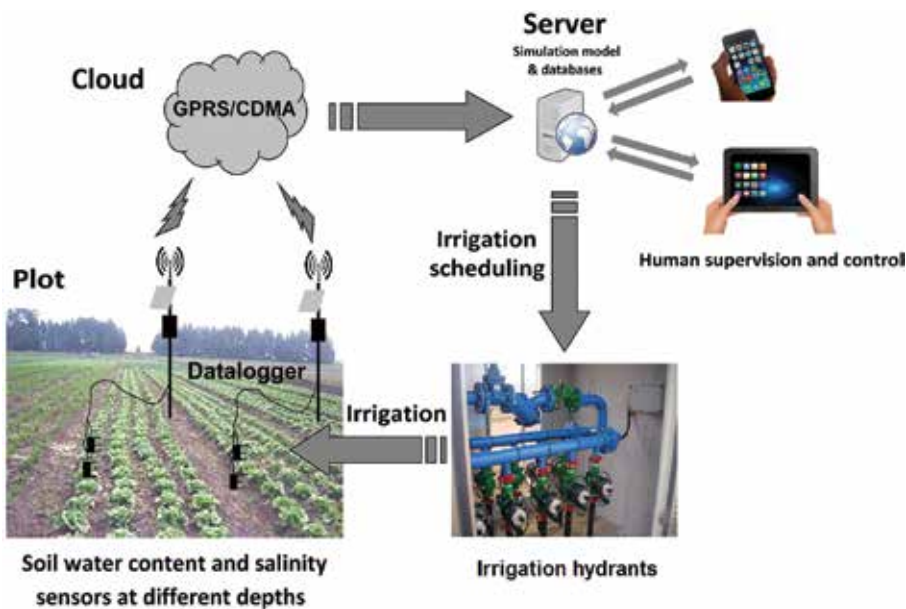 Server
Simulation model
& databases
Cloud
GPRS/CDMA
Irrigation
scheduling
Human supervision and control
Plot
Datalogger
Irrigation
Soil water content and salinity
sensors at different depths
Irrigation hydrants